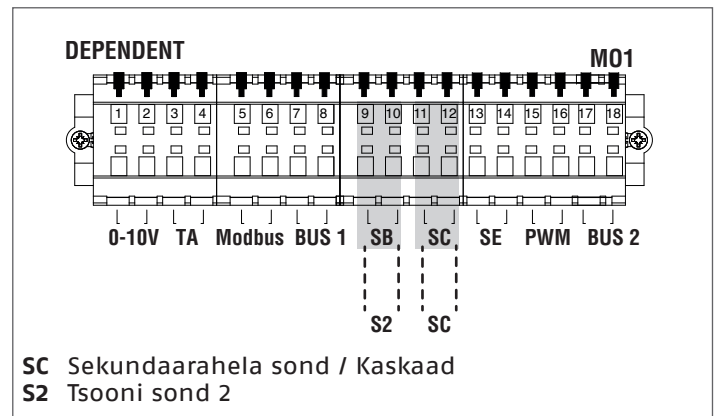 DEPENDENT M01
1 2 3 4 5 6 7 8 9 10 11 12 13 14 15 16 17 18
0-10V TA Modbus BUS 1 SB SC SE PWM BUS 2
S2 SC
SC Sekundaarahela sond / Kaskaad
S2 Tsooni sond 2